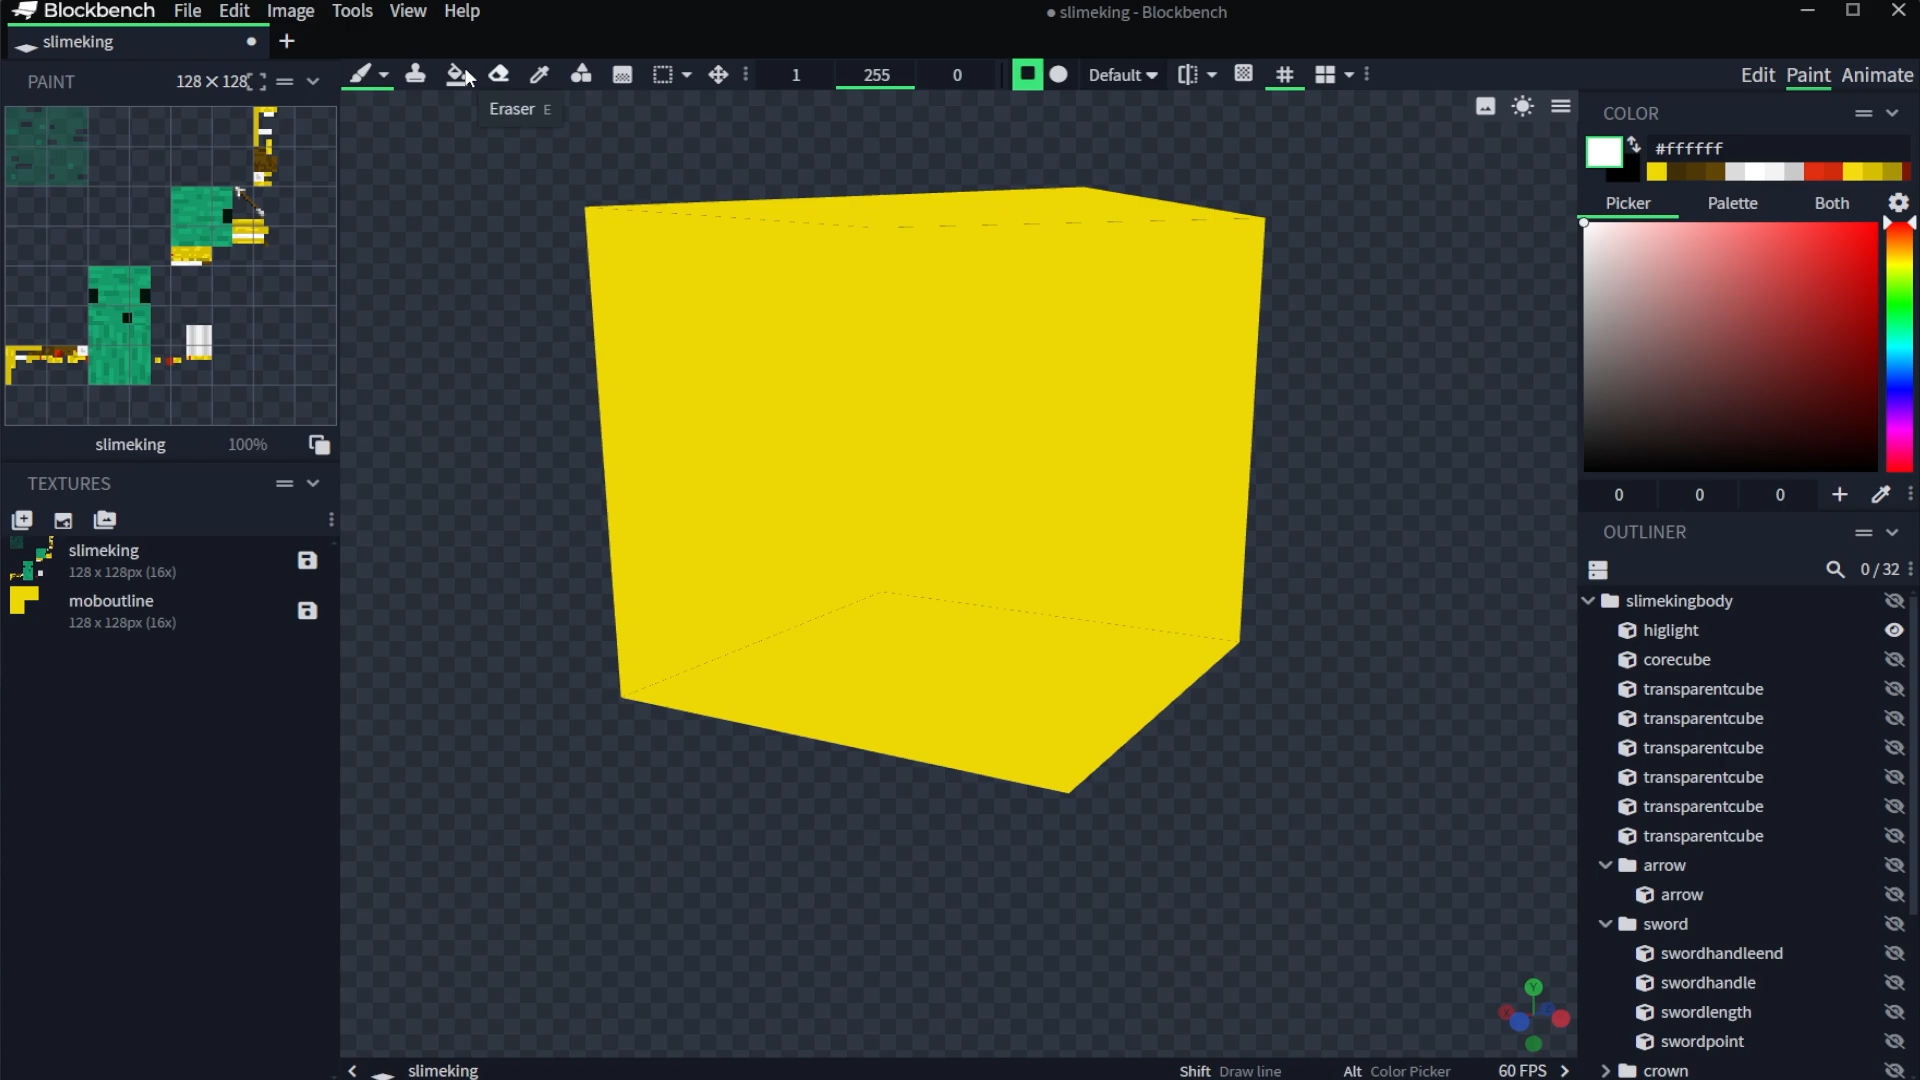 Blockbench File Edit Image Tools View Help
slimeking - Blockbench
slimeking
PAINT 128 × 128
1 255 0 Default
Edit Paint Animate
Eraser E
COLOR
#ffffff
Picker Palette Both
slimeking 100%
TEXTURES
0 0 0
OUTLINER
0 / 32
slimeking
128 x 128px (16x)
moboutline
128 x 128px (16x)
slimekingbody
higlight
corecube
transparentcube
transparentcube
transparentcube
transparentcube
transparentcube
transparentcube
arrow
arrow
sword
swordhandleend
swordhandle
swordlength
swordpoint
crown
Y
slimeking
Shift Draw line Alt Color Picker 60 FPS